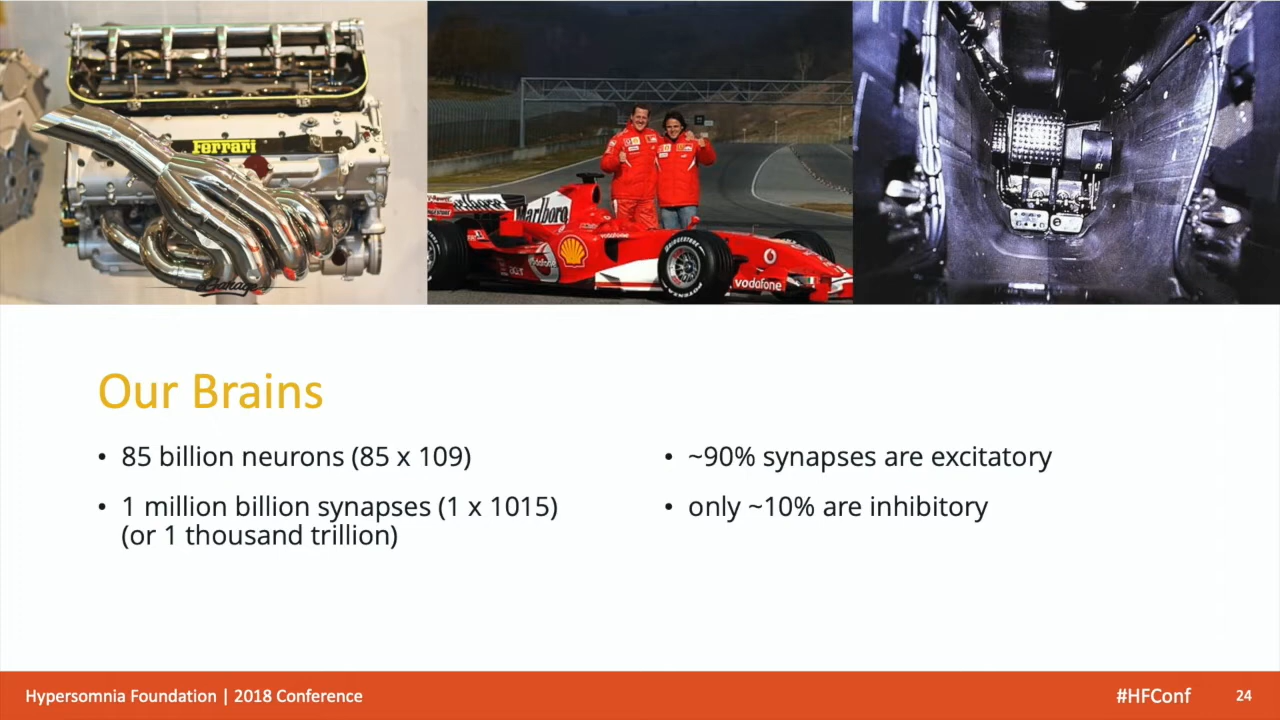 Ferrari
eGarage
Marlboro
vodafone
Our Brains
• 85 billion neurons (85 x 109)
• 1 million billion synapses (1 x 1015)
(or 1 thousand trillion)
• ~90% synapses are excitatory
• only ~10% are inhibitory
Hypersomnia Foundation | 2018 Conference
#HFConf
24